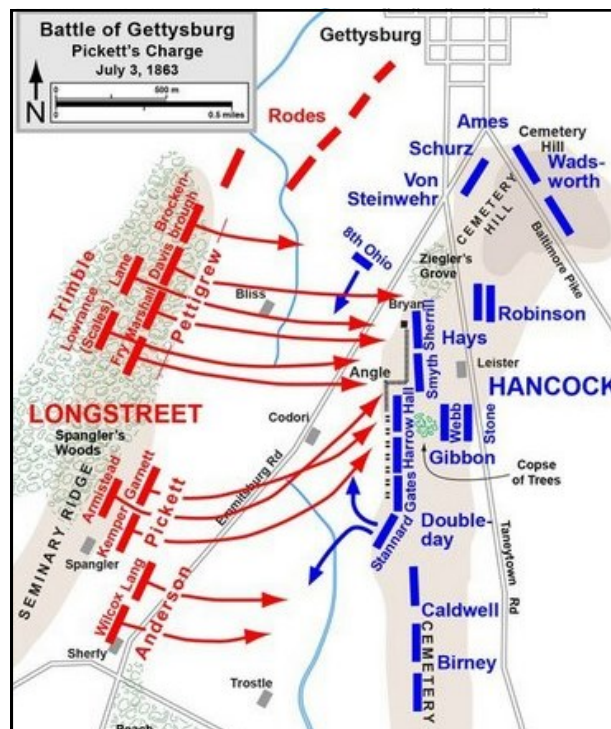 Battle of Gettysburg
Pickett's Charge
July 3, 1863
N
500 m
0
0.5 miles
Gettysburg
Rodes
Ames
Schurz
Cemetery
Hill
Wads-
worth
Von
Steinwehr
CEMETERY
HILL
Baltimore Pike
Brocken-
brough
8th Ohio
Ziegler's
Grove
Trimble
Lane
Davis
Pettigrew
Bliss
Bryan
Robinson
Lowrance
(Scales)
Marshall
Fry
Sherrill
Hays
Smyth
Leister
Angle
HANCOCK
LONGSTREET
Hall
Webb
Stone
Spangler's
Woods
Codori
Harrow
Gibbon
Copse
of Trees
Armistead
Garnett
Emmitsburg Rd
Gates
Kemper
Pickett
Stannard
Double-
day
Taneytown Rd
SEMINARY RIDGE
Spangler
Wilcox
Lang
Anderson
Caldwell
Sherfy
CEMETERY
Birney
Trostle